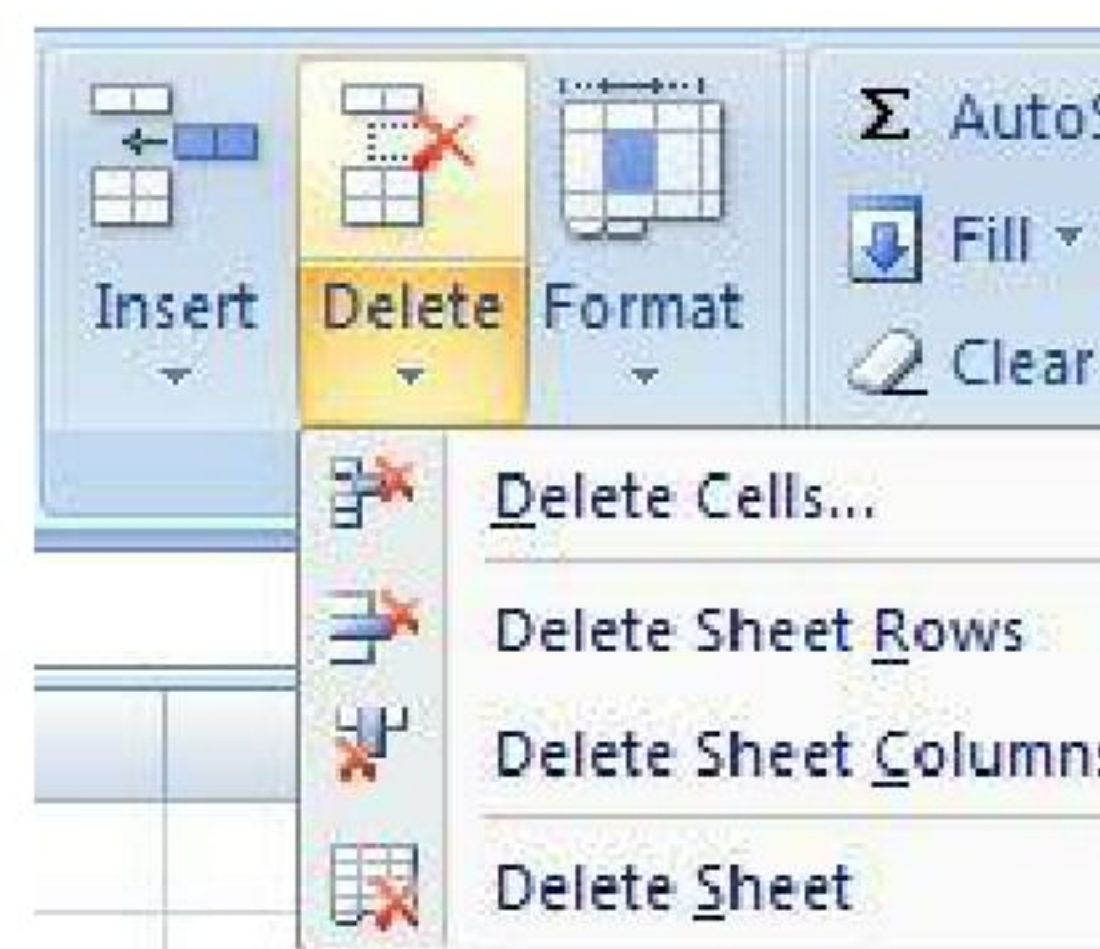 Σ AutoS
Insert Delete Format Fill
Clear
Delete Cells...
Delete Sheet Rows
Delete Sheet Columns
Delete Sheet